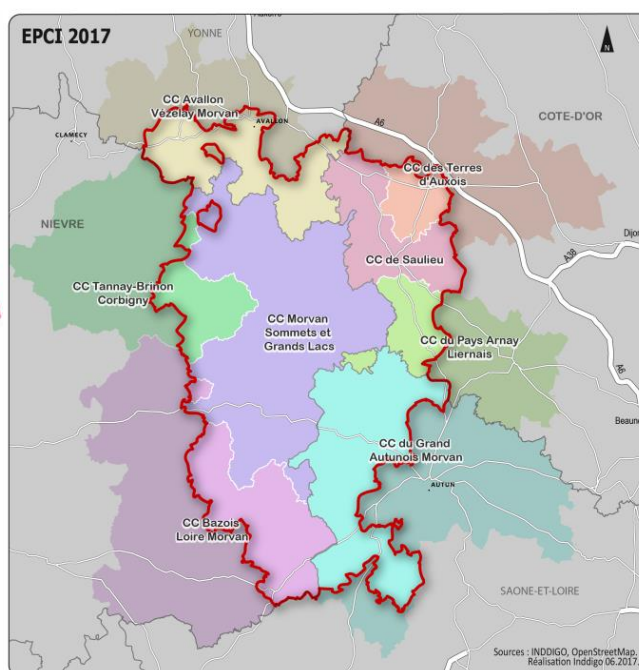 EPCI 2017
YONNE
N
CC Avallon
Vézelay Morvan
AVALLON
A6
COTE-D'OR
CLAMECY
CC des Terres
d'Auxois
NIEVRE
Dijo
CC de Saulieu
A38
CC Tannay-Brinon
Corbigny
CC Morvan
Sommets et
Grands Lacs
CC du Pays Arnay
Liernais
A6
Beaune
CC du Grand
Autunois Morvan
AUTUN
CC Bazois
Loire Morvan
SAONE-ET-LOIRE
Sources : INDDIGO, OpenStreetMap.
Réalisation Inddigo 06.2017